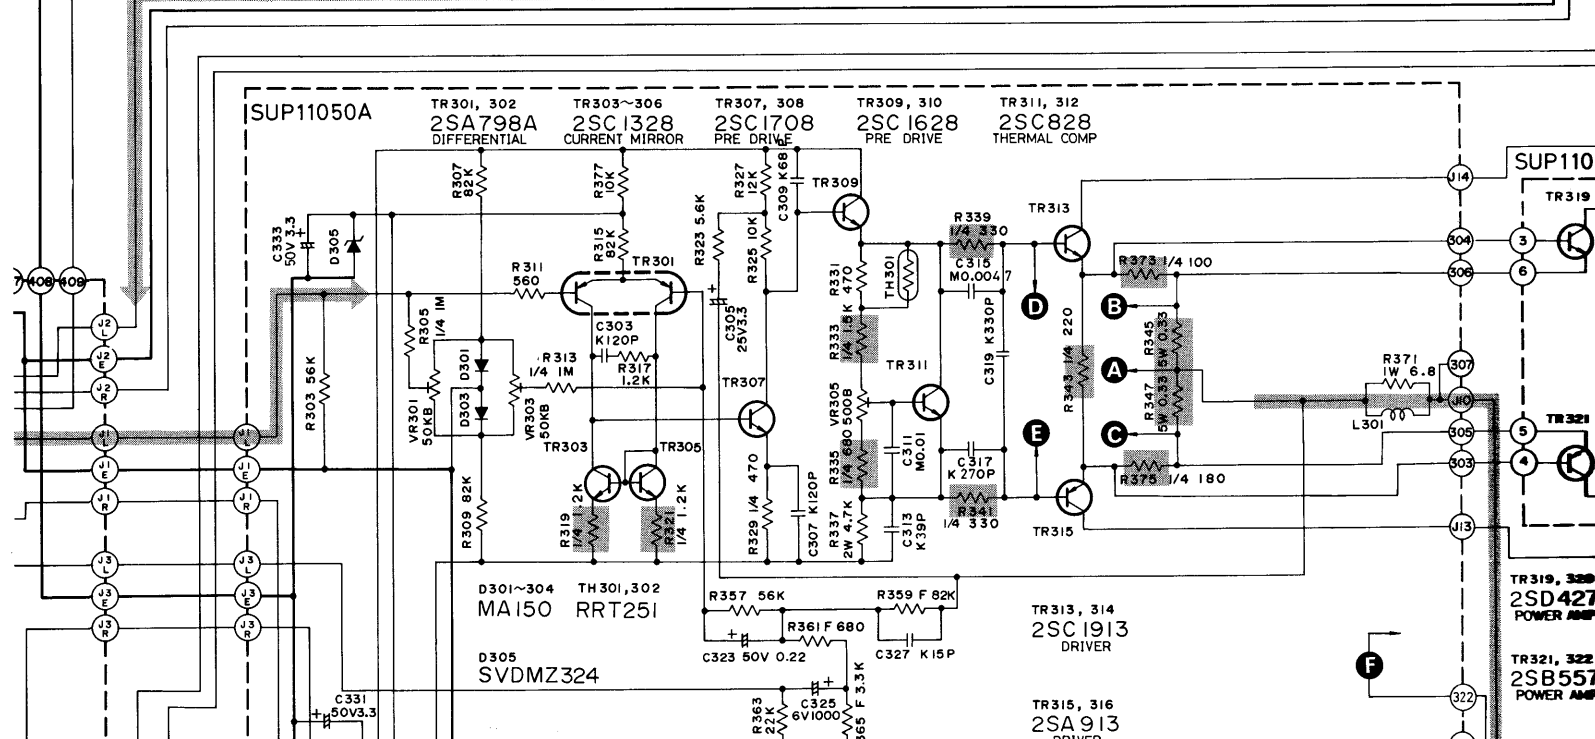 SUP11050A
TR301, 302
2SA798A
DIFFERENTIAL
TR303~306
2SC1328
CURRENT MIRROR
TR307, 308
2SC1708
PRE DRIVE
TR309, 310
2SC1628
PRE DRIVE
TR311, 312
2SC828
THERMAL COMP
R307
82K
R377
10K
R327
12K
C309 K68P
TR309
TR313
J14
SUP110
TR319
C333
50V 3.3
D305
R315
82K
R323 5.6K
R325 10K
R339
1/4 330
C315
M0.0047
304
3
306
6
R373 1/4 100
408
409
R311
560
TR301
R331
470
TH301
D
B
J2
L
J2
E
J2
R
R305
1/4 1M
C303
K120P
R317
1.2K
C305
25V3.3
R333
1/4 1.5K
C319 K330P
R343 1/4 220
R345
5W 0.33
A
R347
5W 0.33
R371
1W 6.8
307
J10
L301
R303 56K
D301
D303
VR301
50KB
VR303
50KB
R313
1/4 1M
TR307
TR311
VR305
500B
J1
L
J1
L
TR303
TR305
R335
1/4 680
C311
M0.01
E
C
305
5
TR321
J1
E
J1
E
C317
K270P
303
4
R375 1/4 180
J1
R
J1
R
R309 82K
R319
1/4 1.2K
R321
1/4 1.2K
R329 1/4 470
C307 K120P
R337
2W 4.7K
C313
K39P
R341
1/4 330
TR315
J13
J3
L
J3
L
J3
E
J3
E
J3
R
J3
R
D301~304
MA150
TH301,302
RRT251
R357 56K
R359 F 82K
R361F 680
C323 50V 0.22
C327 K15P
TR313, 314
2SC1913
DRIVER
TR319, 320
2SD427
POWER AMP
D305
SVDMZ324
C325
6V1000
R363
22K
365 F 3.3K
F
TR321, 322
2SB557
POWER AMP
322
C331
50V3.3
TR315, 316
2SA913
DRIVER